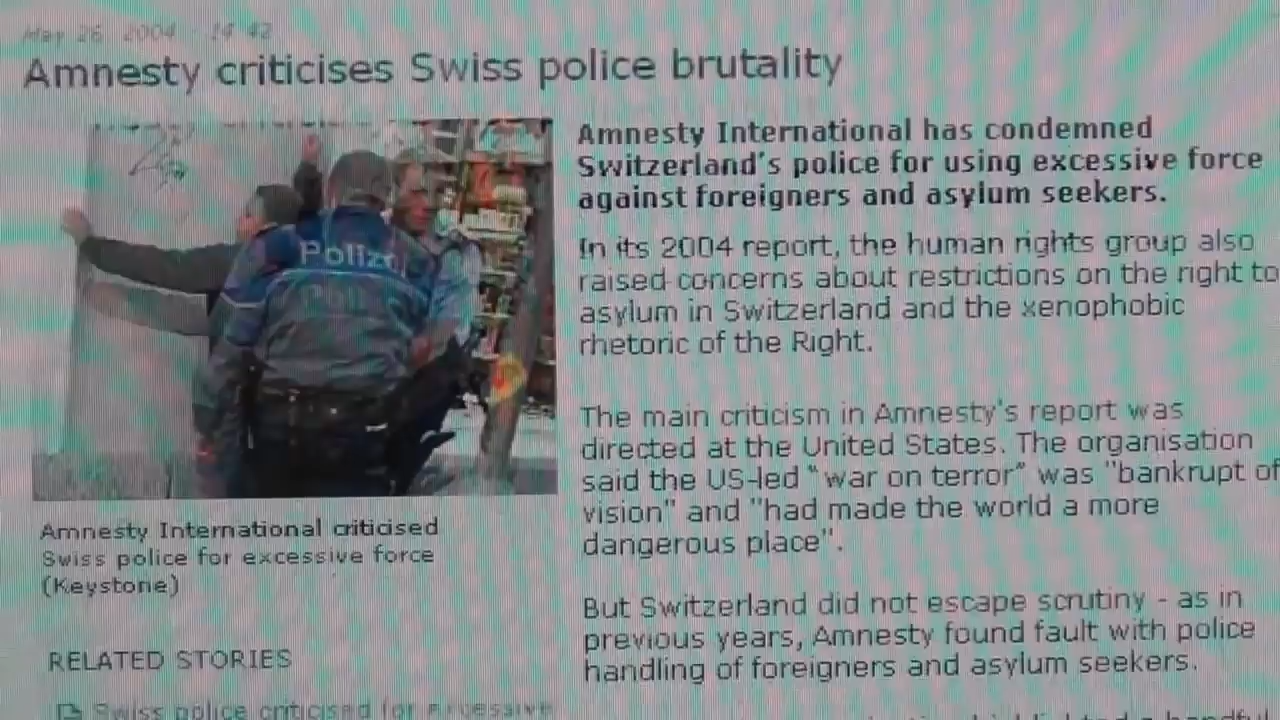 May 26, 2004 - 14:42
Amnesty criticises Swiss police brutality
Polizei
Amnesty International criticised
Swiss police for excessive force
(Keystone)
RELATED STORIES
Swiss police criticised for excessive
Amnesty International has condemned
Switzerland's police for using excessive force
against foreigners and asylum seekers.
In its 2004 report, the human rights group also
raised concerns about restrictions on the right to
asylum in Switzerland and the xenophobic
rhetoric of the Right.
The main criticism in Amnesty's report was
directed at the United States. The organisation
said the US-led "war on terror" was "bankrupt of
vision" and "had made the world a more
dangerous place".
But Switzerland did not escape scrutiny - as in
previous years, Amnesty found fault with police
handling of foreigners and asylum seekers.